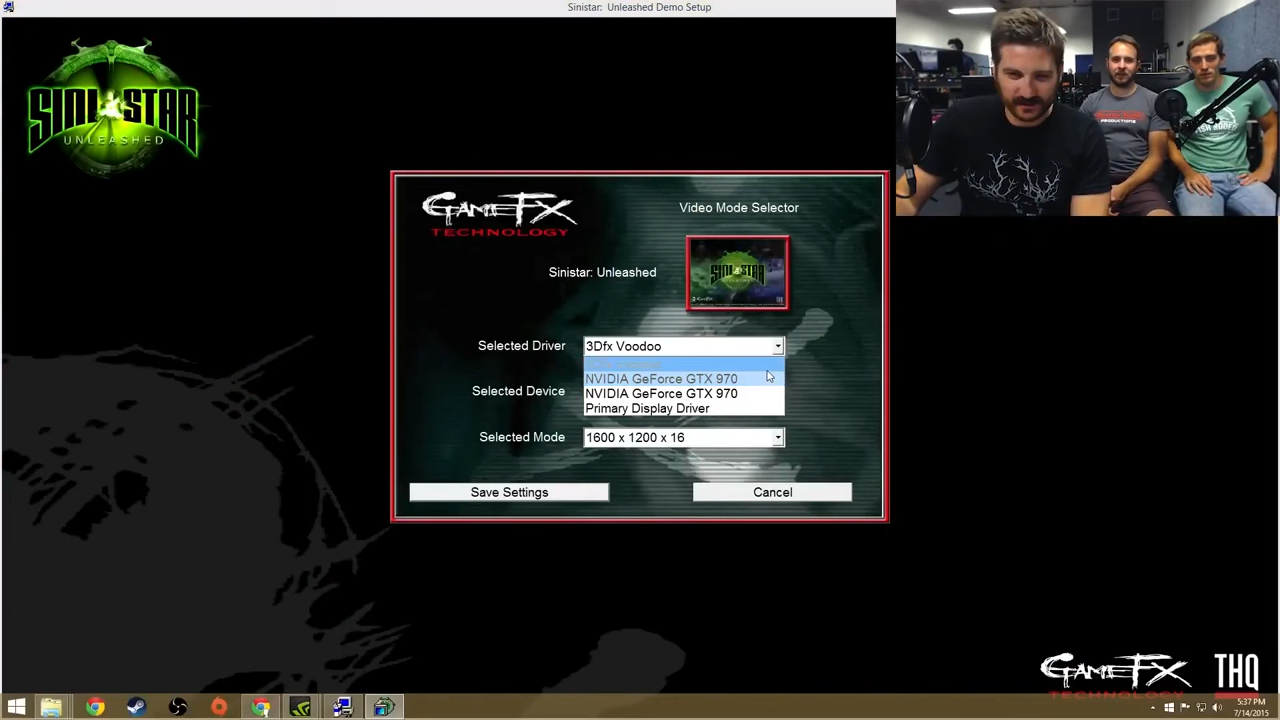 Sinistar: Unleashed Demo Setup
SINISTAR
UNLEASHED
GAMEFX
TECHNOLOGY
Video Mode Selector
Sinistar: Unleashed
SINISTAR
Selected Driver
3Dfx Voodoo
NVIDIA GeForce GTX 970
NVIDIA GeForce GTX 970
Primary Display Driver
Selected Device
Selected Mode
1600 x 1200 x 16
Save Settings
Cancel
PRODUCTIONS
GAMEFX
TECHNOLOGY
THQ
5:37 PM
7/14/2015